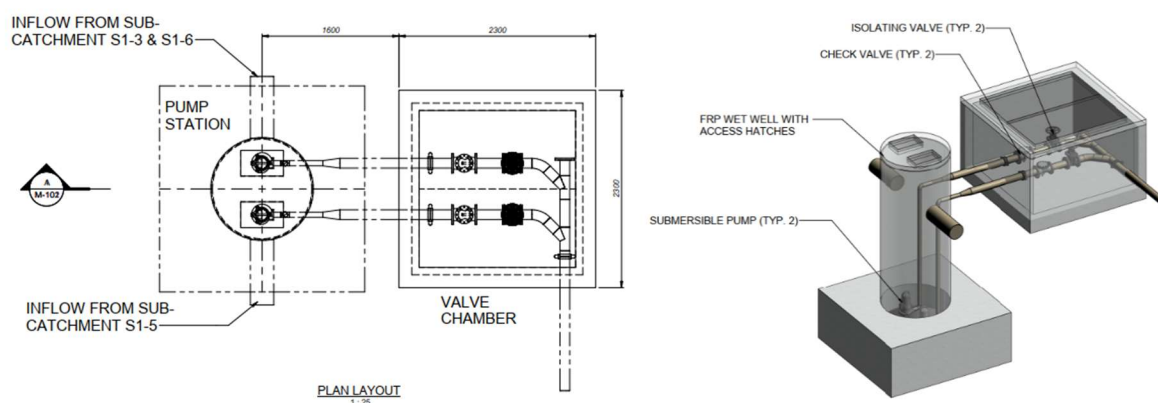 INFLOW FROM SUB-
CATCHMENT S1-3 & S1-6
1600
2300
PUMP
STATION
A
M-102
2300
INFLOW FROM SUB-
CATCHMENT S1-5
VALVE
CHAMBER
PLAN LAYOUT
1 : 25
ISOLATING VALVE (TYP. 2)
CHECK VALVE (TYP. 2)
FRP WET WELL WITH
ACCESS HATCHES
SUBMERSIBLE PUMP (TYP. 2)